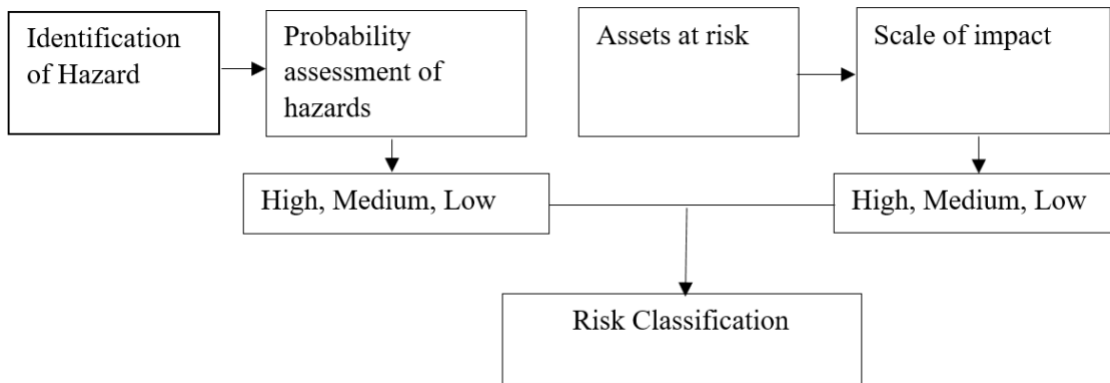 Identification
of Hazard
Probability
assessment of
hazards
Assets at risk
Scale of impact
High, Medium, Low
High, Medium, Low
Risk Classification